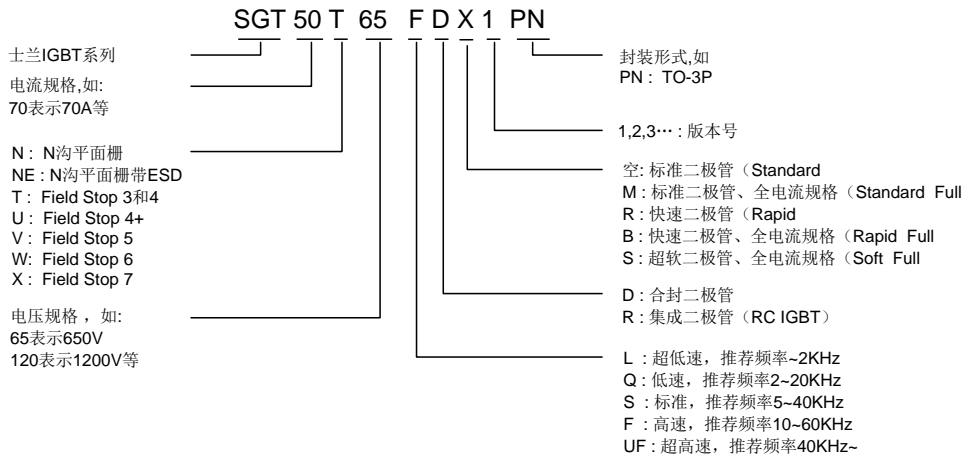 SGT 50 T 65 F D X 1 PN
士兰IGBT系列
电流规格,如:
70表示70A等
N : N沟平面栅
NE : N沟平面栅带ESD
T : Field Stop 3和4
U : Field Stop 4+
V : Field Stop 5
W: Field Stop 6
X : Field Stop 7
电压规格 , 如:
65表示650V
120表示1200V等
封装形式,如
PN : TO-3P
1,2,3… : 版本号
空: 标准二极管（Standard
M : 标准二极管、全电流规格（Standard Full
R : 快速二极管（Rapid
B : 快速二极管、全电流规格（Rapid Full
S : 超软二极管、全电流规格（Soft Full
D : 合封二极管
R : 集成二极管（RC IGBT）
L : 超低速，推荐频率~2KHz
Q : 低速，推荐频率2~20KHz
S : 标准，推荐频率5~40KHz
F : 高速，推荐频率10~60KHz
UF : 超高速，推荐频率40KHz~